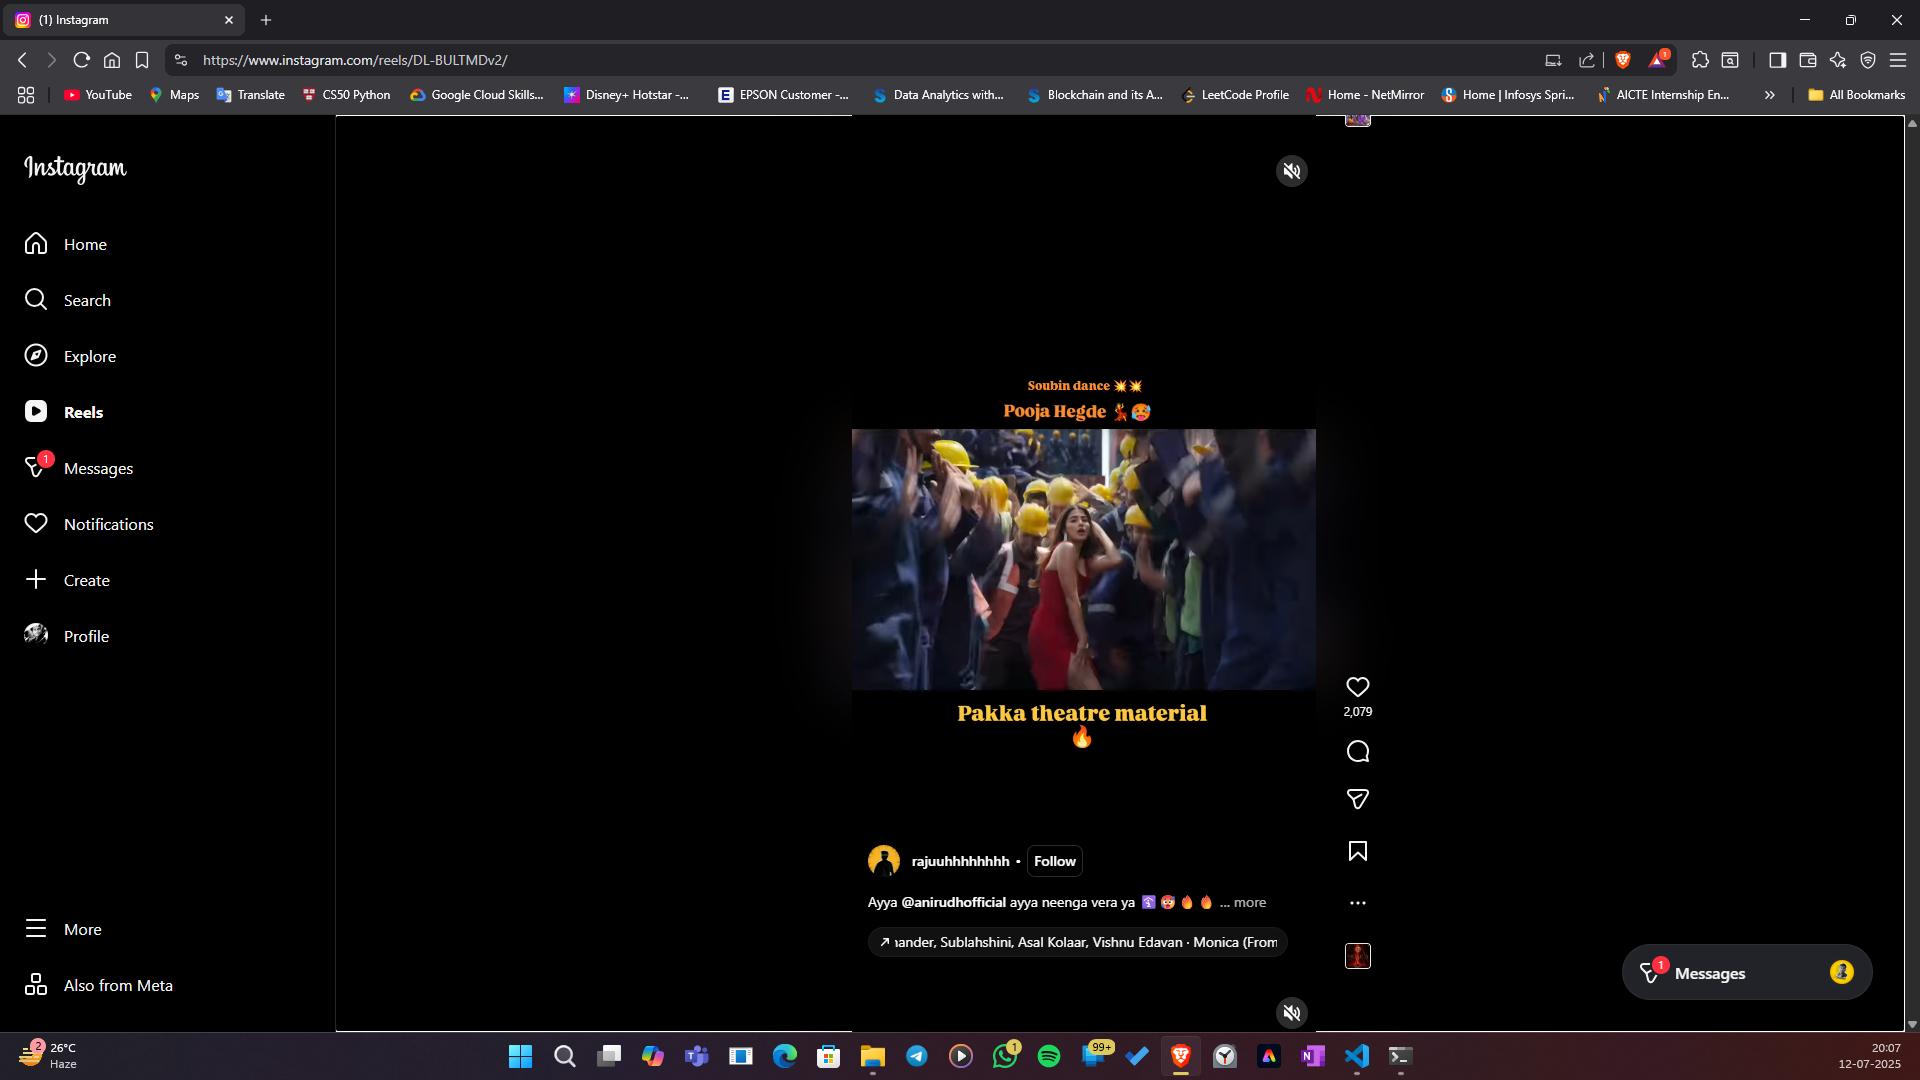 (1) Instagram
https://www.instagram.com/reels/DL-BULTMDv2/
1
YouTube
Maps
Translate
CS50 Python
Google Cloud Skills...
Disney+ Hotstar -...
EPSON Customer -...
Data Analytics with...
Blockchain and its A...
LeetCode Profile
Home - NetMirror
Home | Infosys Spri...
AICTE Internship En...
All Bookmarks
Instagram
Home
Search
Explore
Reels
1
Messages
Notifications
Create
Profile
More
Also from Meta
Soubin dance 💥💥
Pooja Hegde 💃🥵
Pakka theatre material
🔥
2,079
rajuuhhhhhhhh • Follow
Ayya @anirudhofficial ayya neenga vera ya 🛐🥵🔥🔥 ... more
nander, Sublahshini, Asal Kolaar, Vishnu Edavan · Monica (From
1
Messages
2
26°C
Haze
1
99+
20:07
12-07-2025